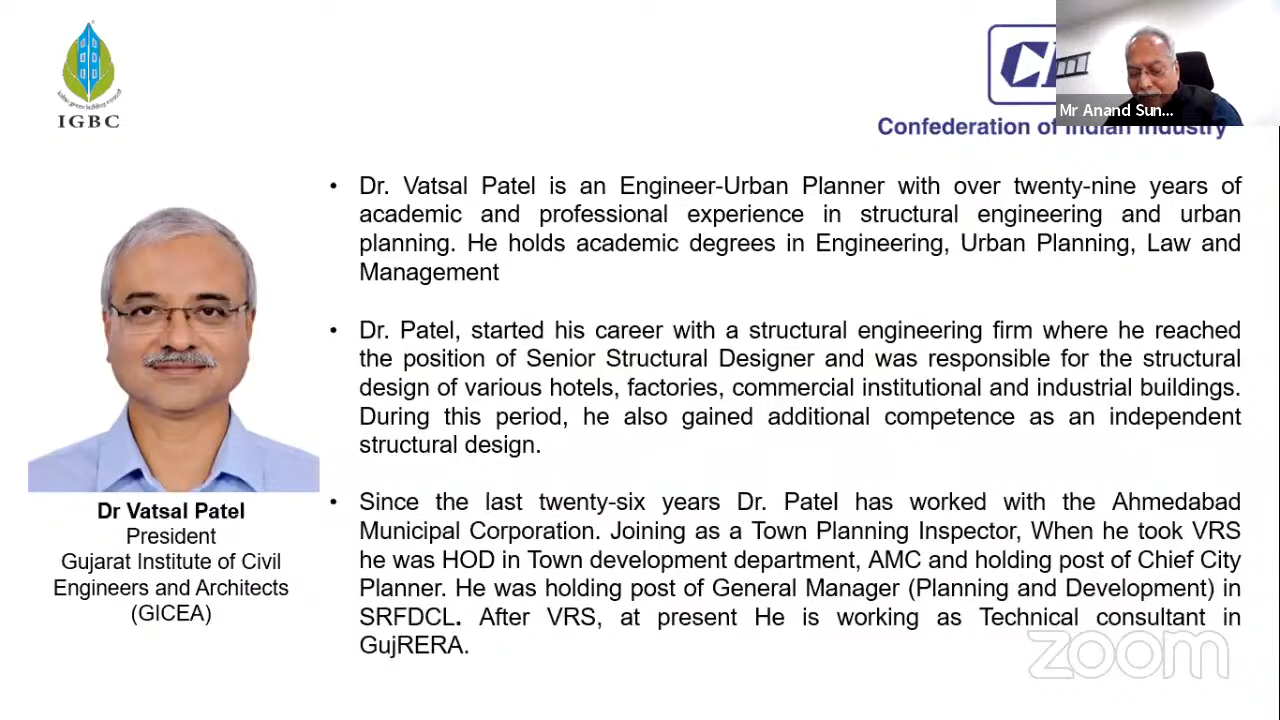 indian green building council
IGBC
Mr Anand Sun...
Confederation of Indian Industry
Dr. Vatsal Patel is an Engineer-Urban Planner with over twenty-nine years of
academic and professional experience in structural engineering and urban
planning. He holds academic degrees in Engineering, Urban Planning, Law and
Management
Dr. Patel, started his career with a structural engineering firm where he reached
the position of Senior Structural Designer and was responsible for the structural
design of various hotels, factories, commercial institutional and industrial buildings.
During this period, he also gained additional competence as an independent
structural design.
Since the last twenty-six years Dr. Patel has worked with the Ahmedabad
Municipal Corporation. Joining as a Town Planning Inspector, When he took VRS
he was HOD in Town development department, AMC and holding post of Chief City
Planner. He was holding post of General Manager (Planning and Development) in
SRFDCL. After VRS, at present He is working as Technical consultant in
GujRERA.
Dr Vatsal Patel
President
Gujarat Institute of Civil
Engineers and Architects
(GICEA)
zoom